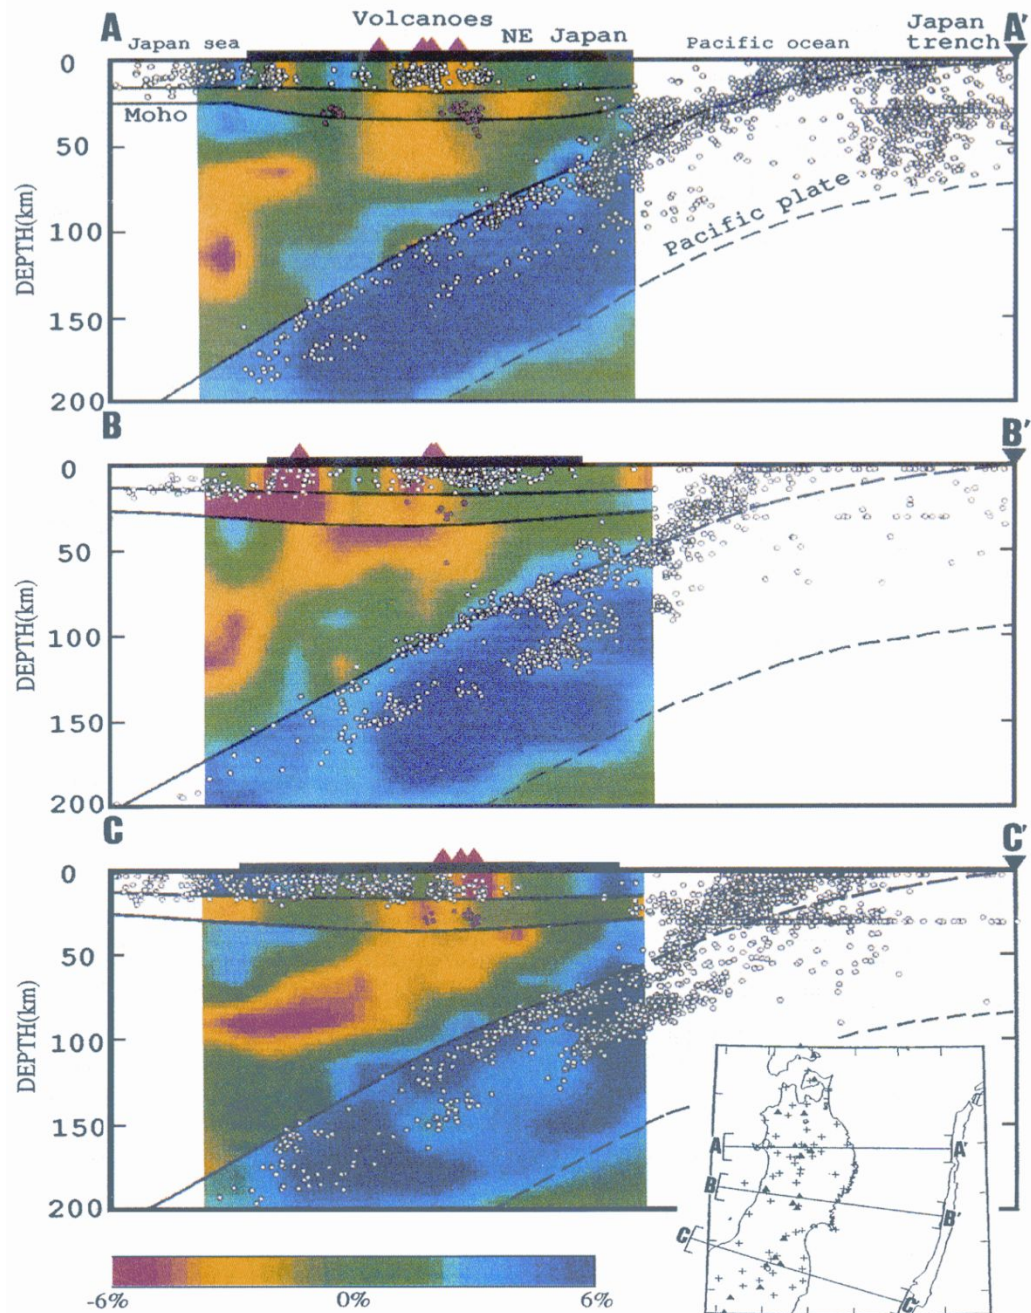 A
Volcanoes
Japan
A'
Japan sea
NE Japan
Pacific ocean
trench
0
Moho
50
100
150
200
DEPTH(km)
Pacific plate
B
B'
0
50
100
150
200
DEPTH(km)
C
C'
0
50
100
150
200
DEPTH(km)
A
A'
B
B'
C
C'
-6%
0%
6%